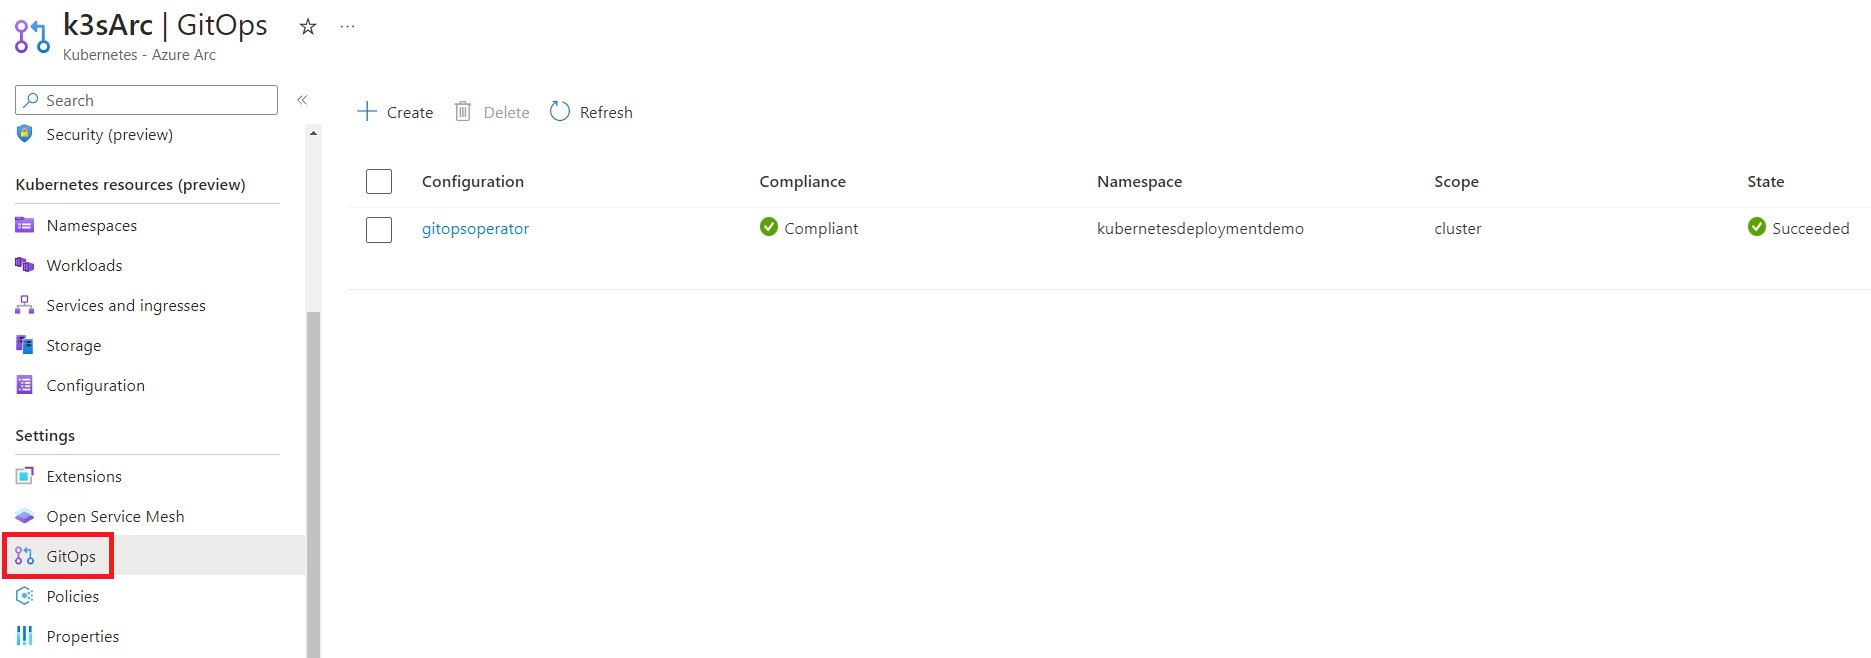 k3sArc | GitOps ☆ ...
Kubernetes - Azure Arc
Search «
Security (preview)
Kubernetes resources (preview)
Namespaces
Workloads
Services and ingresses
Storage
Configuration
Settings
Extensions
Open Service Mesh
GitOps
Policies
Properties
Create Delete Refresh
Configuration Compliance Namespace Scope State
gitopsoperator Compliant kubernetesdeploymentdemo cluster Succeeded